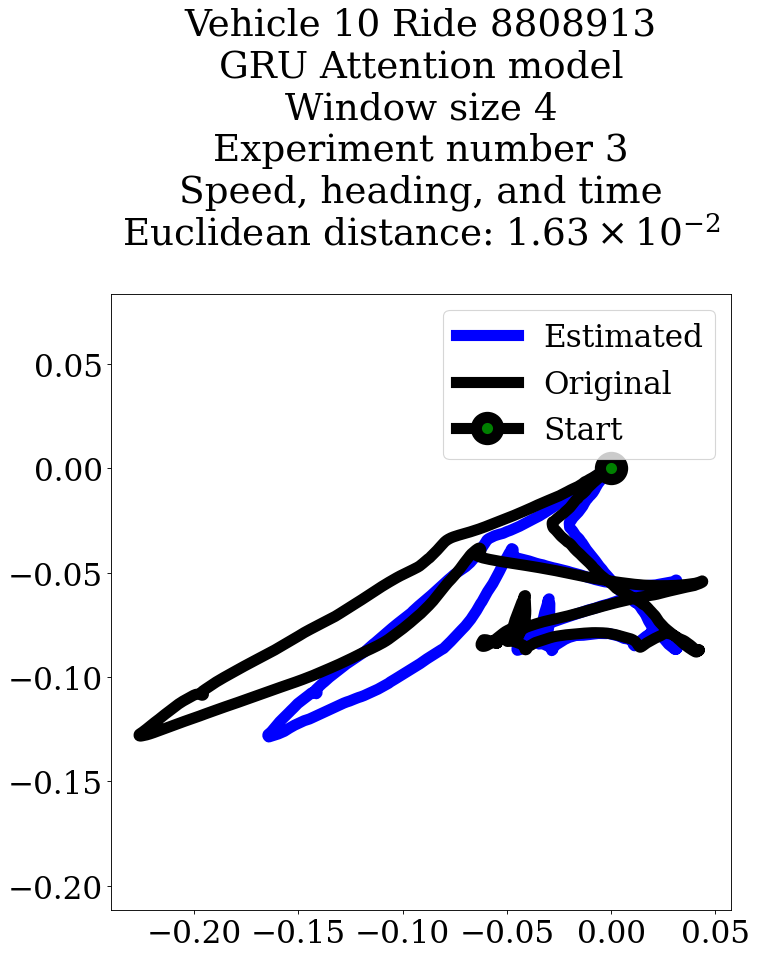 Vehicle 10 Ride 8808913
GRU Attention model
Window size 4
Experiment number 3
Speed, heading, and time
Euclidean distance: 1.63 × 10⁻²
Estimated
Original
Start
0.05
0.00
−0.05
−0.10
−0.15
−0.20
−0.20 −0.15 −0.10 −0.05 0.00 0.05